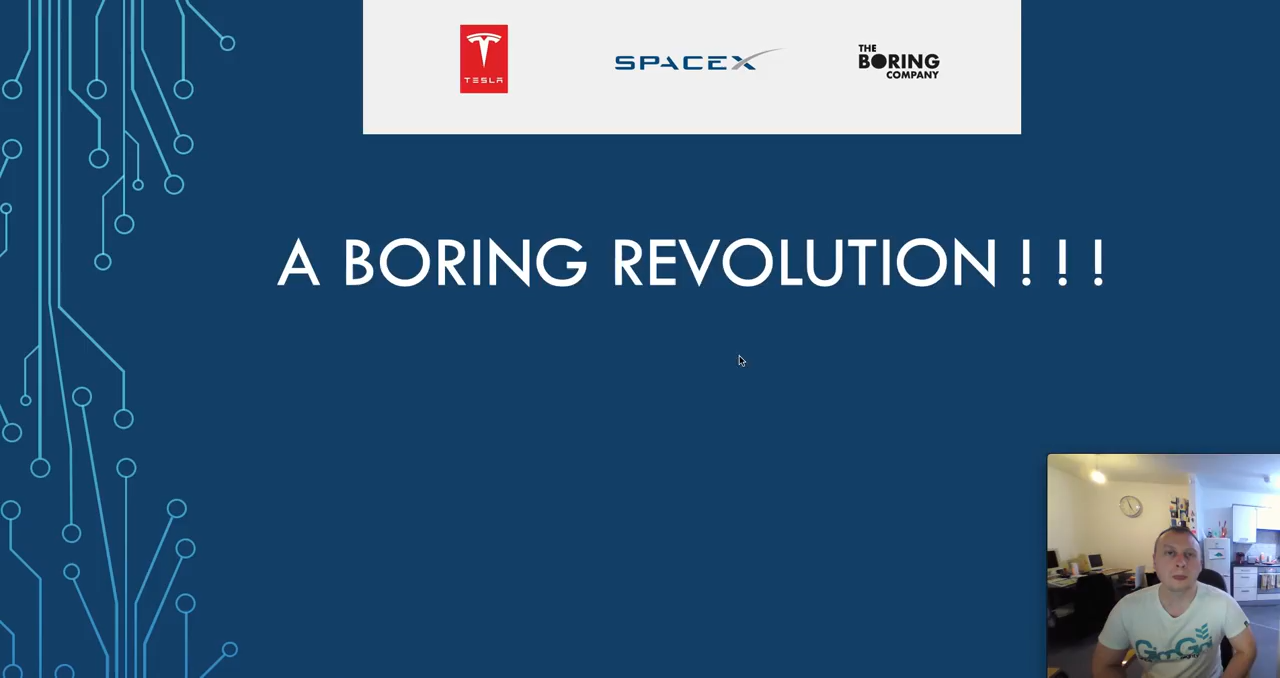 TESLA
SPACEX
THE
BORING
COMPANY
A BORING REVOLUTION ! ! !